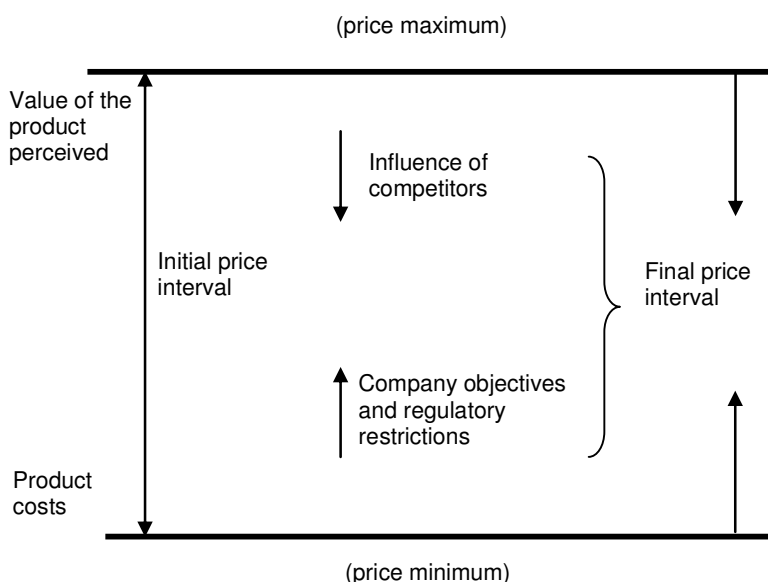 (price maximum)
Value of the
product
perceived
Influence of
competitors
Initial price
interval
Final price
interval
Company objectives
and regulatory
restrictions
Product
costs
(price minimum)